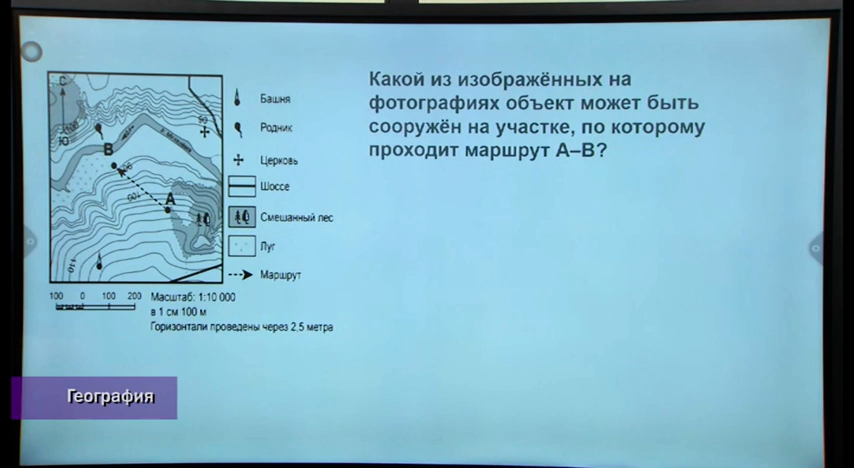 Какой из изображённых на
фотографиях объект может быть
сооружён на участке, по которому
проходит маршрут А–В?
С
Ю
В
А
100
110
Башня
Родник
Церковь
Шоссе
Смешанный лес
Луг
Маршрут
100 0 100 200
Масштаб: 1:10 000
в 1 см 100 м
Горизонтали проведены через 2,5 метра
География